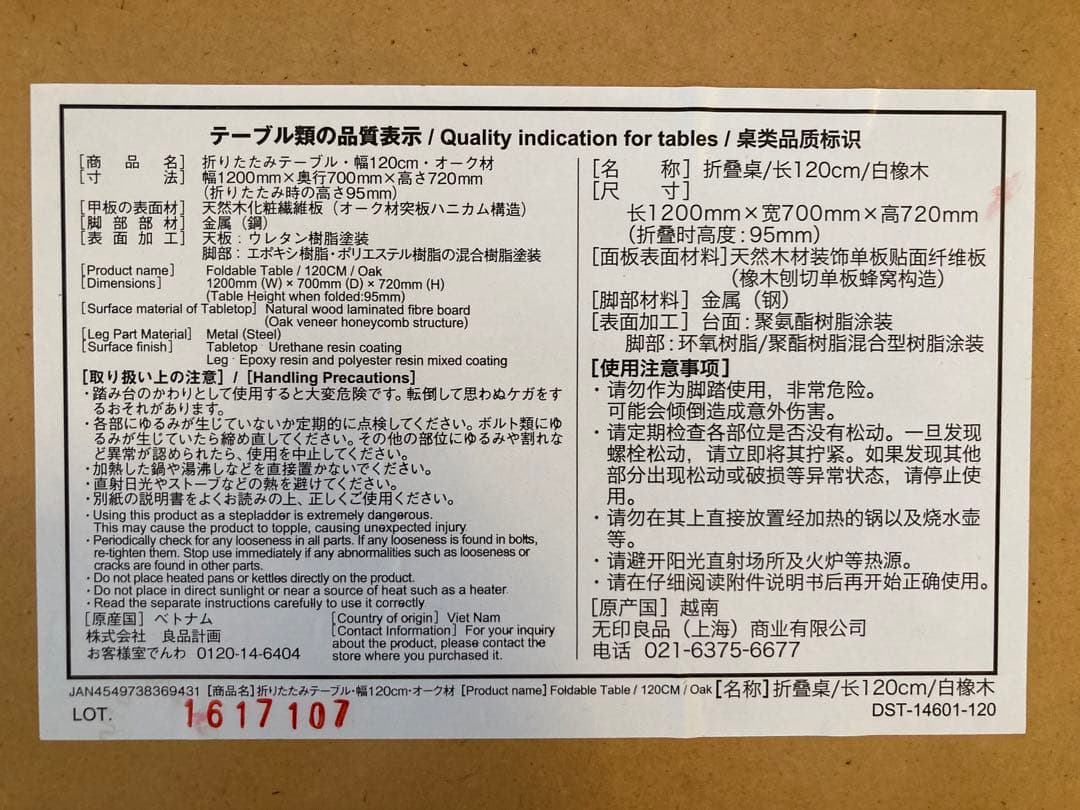 テーブル類の品質表示 / Quality indication for tables / 桌类品质标识
[商品名] 折りたたみテーブル・幅120cm・オーク材
[寸法] 幅1200mm×奥行700mm×高さ720mm
(折りたたみ時の高さ95mm)
[甲板の表面材] 天然木化粧繊維板（オーク材突板ハニカム構造）
[脚部部材] 金属（鋼）
[表面加工] 天板：ウレタン樹脂塗装
脚部：エポキシ樹脂・ポリエステル樹脂の混合樹脂塗装
[Product name] Foldable Table / 120CM / Oak
[Dimensions] 1200mm (W) × 700mm (D) × 720mm (H)
(Table Height when folded:95mm)
[Surface material of Tabletop] Natural wood laminated fibre board
(Oak veneer honeycomb structure)
[Leg Part Material] Metal (Steel)
[Surface finish] Tabletop Urethane resin coating
Leg · Epoxy resin and polyester resin mixed coating
[取り扱い上の注意] / [Handling Precautions]
・踏み台のかわりとして使用すると大変危険です。転倒して思わぬケガをす
るおそれがあります。
・各部にゆるみが生じていないか定期的に点検してください。ボルト類にゆ
るみが生じていたら締め直してください。その他の部位にゆるみや割れな
ど異常が認められたら、使用を中止してください。
・加熱した鍋や湯沸しなどを直接置かないでください。
・直射日光やストーブなどの熱を避けてください。
・別紙の説明書をよくお読みの上、正しくご使用ください。
・Using this product as a stepladder is extremely dangerous.
This may cause the product to topple, causing unexpected injury
・Periodically check for any looseness in all parts. If any looseness is found in bolts,
re-tighten them. Stop use immediately if any abnormalities such as looseness or
cracks are found in other parts.
・Do not place heated pans or kettles directly on the product.
・Do not place in direct sunlight or near a source of heat such as a heater
・Read the separate instructions carefully to use it correctly
[原産国] ベトナム
株式会社 良品計画
お客様室でんわ 0120-14-6404
[Country of origin] Viet Nam
[Contact Information] For your inquiry
about the product, please contact the
store where you purchased it.
[名称] 折叠桌/长120cm/白橡木
[尺寸]
长1200mm×宽700mm×高720mm
(折叠时高度:95mm)
[面板表面材料]天然木材装饰单板贴面纤维板
(橡木刨切单板蜂窝构造)
[脚部材料] 金属（钢）
[表面加工] 台面:聚氨酯树脂涂装
脚部:环氧树脂/聚酯树脂混合型树脂涂装
[使用注意事项]
・请勿作为脚踏使用，非常危险。
可能会倾倒造成意外伤害。
・请定期检查各部位是否没有松动。一旦发现
螺栓松动，请立即将其拧紧。如果发现其他
部分出现松动或破损等异常状态，请停止使
用。
・请勿在其上直接放置经加热的锅以及烧水壶
等。
・请避开阳光直射场所及火炉等热源。
・请在仔细阅读附件说明书后再开始正确使用。
[原产国] 越南
无印良品（上海）商业有限公司
电话 021-6375-6677
JAN4549738369431 [商品名]折りたたみテーブル・幅120cm・オーク材 [Product name] Foldable Table / 120CM / Oak [名称]折叠桌/长120cm/白橡木
LOT. 1617107
DST-14601-120